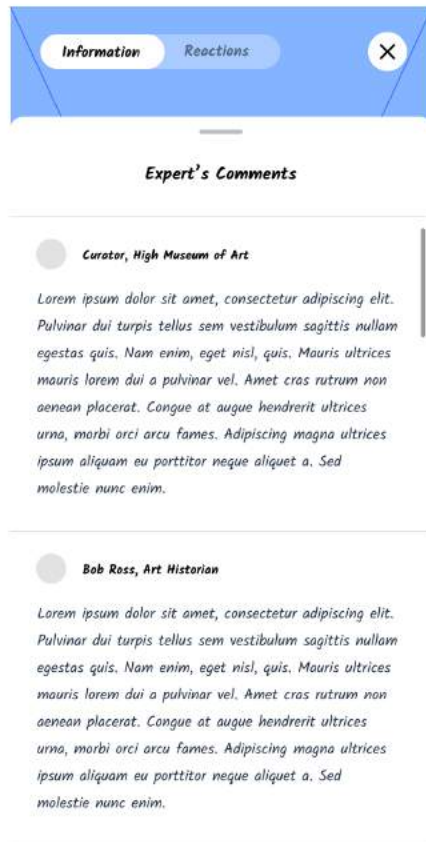 Information Reactions
Expert's Comments
Curator, High Museum of Art
Lorem ipsum dolor sit amet, consectetur adipiscing elit.
Pulvinar dui turpis tellus sem vestibulum sagittis nullam
egestas quis. Nam enim, eget nisl, quis. Mauris ultrices
mauris lorem dui a pulvinar vel. Amet cras rutrum non
aenean placerat. Congue at augue hendrerit ultrices
urna, morbi orci arcu fames. Adipiscing magna ultrices
ipsum aliquam eu porttitor neque aliquet a. Sed
molestie nunc enim.
Bob Ross, Art Historian
Lorem ipsum dolor sit amet, consectetur adipiscing elit.
Pulvinar dui turpis tellus sem vestibulum sagittis nullam
egestas quis. Nam enim, eget nisl, quis. Mauris ultrices
mauris lorem dui a pulvinar vel. Amet cras rutrum non
aenean placerat. Congue at augue hendrerit ultrices
urna, morbi orci arcu fames. Adipiscing magna ultrices
ipsum aliquam eu porttitor neque aliquet a. Sed
molestie nunc enim.